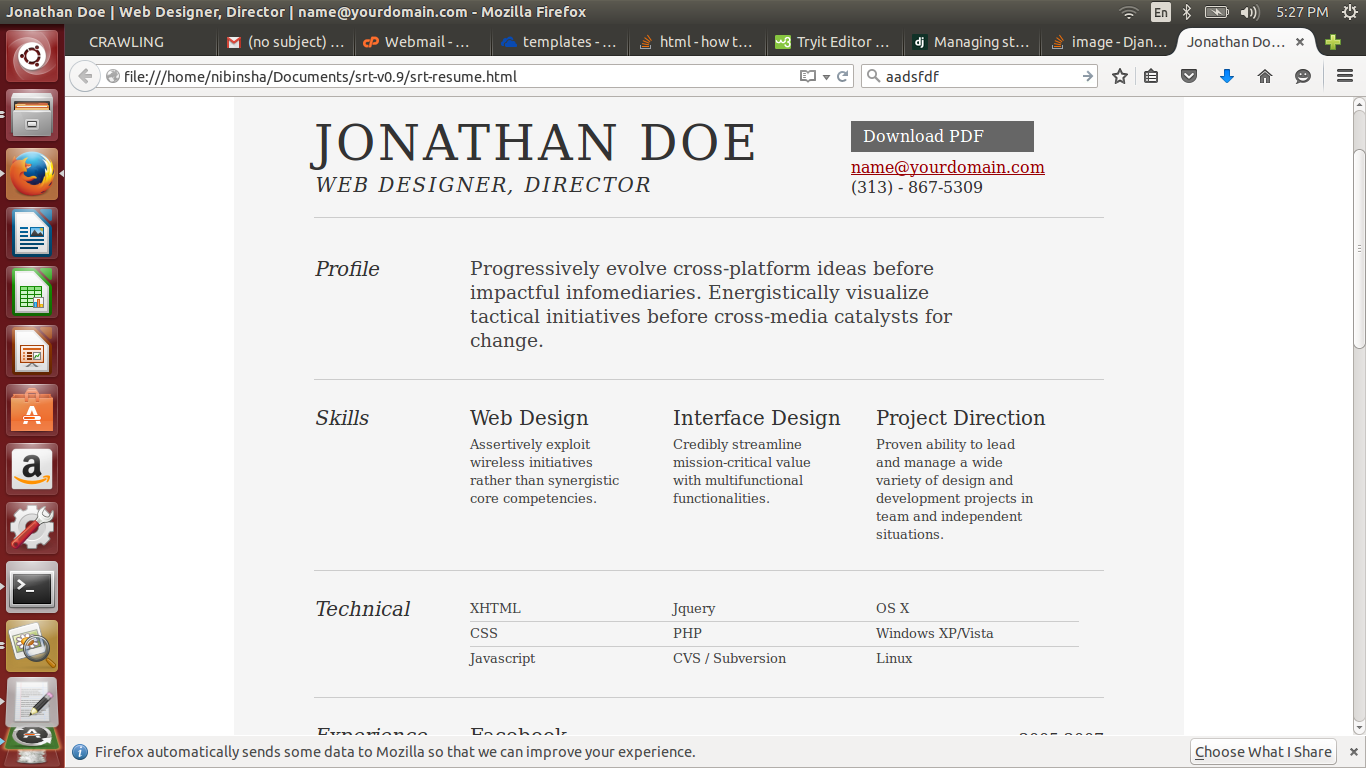 Jonathan Doe | Web Designer, Director | name@yourdomain.com - Mozilla Firefox
En
5:27 PM
CRAWLING
(no subject) ...
Webmail - ...
templates - ...
html - how t...
Tryit Editor ...
Managing st...
image - Djan...
Jonathan Do...
file:///home/nibinsha/Documents/srt-v0.9/srt-resume.html
aadsfdf
JONATHAN DOE
WEB DESIGNER, DIRECTOR
Download PDF
name@yourdomain.com
(313) - 867-5309
Profile
Progressively evolve cross-platform ideas before
impactful infomediaries. Energistically visualize
tactical initiatives before cross-media catalysts for
change.
Skills
Web Design
Assertively exploit
wireless initiatives
rather than synergistic
core competencies.
Interface Design
Credibly streamline
mission-critical value
with multifunctional
functionalities.
Project Direction
Proven ability to lead
and manage a wide
variety of design and
development projects in
team and independent
situations.
Technical
XHTML
Jquery
OS X
CSS
PHP
Windows XP/Vista
Javascript
CVS / Subversion
Linux
Experience
Facebook
2005-2007
Firefox automatically sends some data to Mozilla so that we can improve your experience.
Choose What I Share